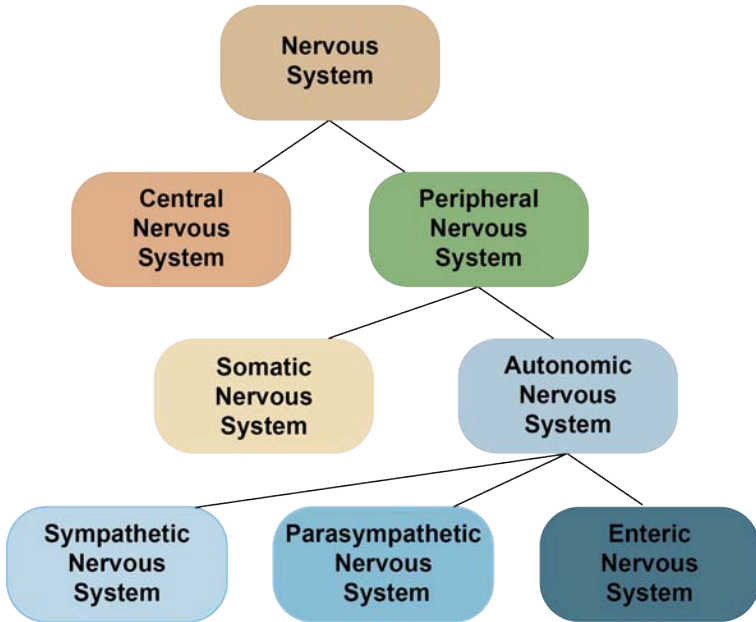 Nervous
System
Central
Nervous
System
Peripheral
Nervous
System
Somatic
Nervous
System
Autonomic
Nervous
System
Sympathetic
Nervous
System
Parasympathetic
Nervous
System
Enteric
Nervous
System